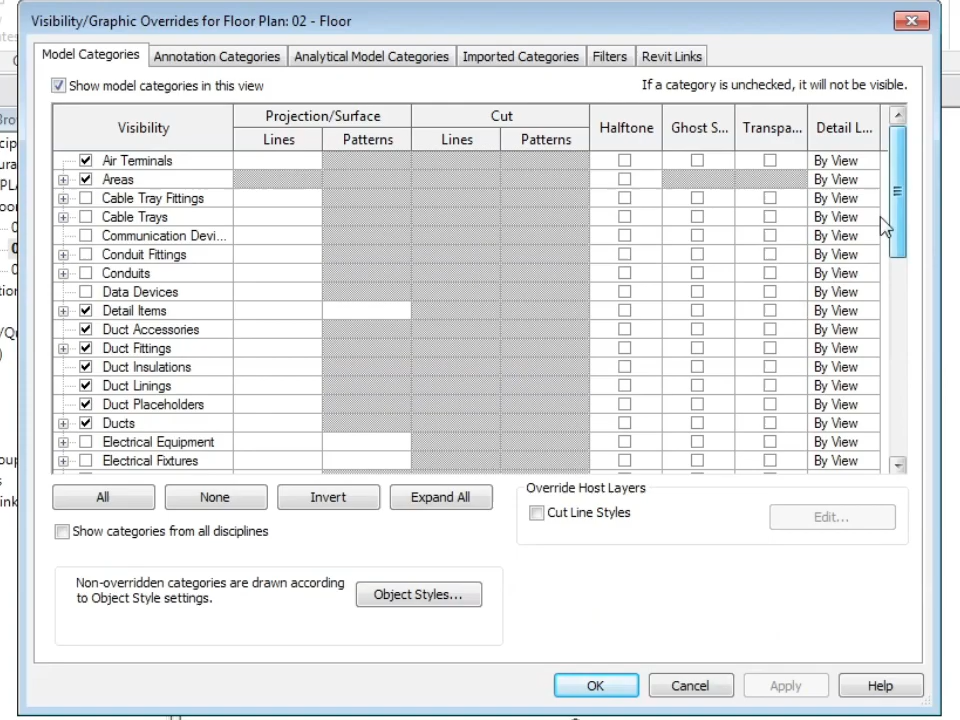 Visibility/Graphic Overrides for Floor Plan: 02 - Floor
Model Categories Annotation Categories Analytical Model Categories Imported Categories Filters Revit Links
Show model categories in this view If a category is unchecked, it will not be visible.
Visibility Projection/Surface Cut Halftone Ghost S... Transpa... Detail L...
Lines Patterns Lines Patterns
Air Terminals By View
Areas By View
Cable Tray Fittings By View
Cable Trays By View
Communication Devi... By View
Conduit Fittings By View
Conduits By View
Data Devices By View
Detail Items By View
Duct Accessories By View
Duct Fittings By View
Duct Insulations By View
Duct Linings By View
Duct Placeholders By View
Ducts By View
Electrical Equipment By View
Electrical Fixtures By View
All None Invert Expand All
Override Host Layers
Cut Line Styles Edit...
Show categories from all disciplines
Non-overridden categories are drawn according
to Object Style settings.
Object Styles...
OK Cancel Apply Help